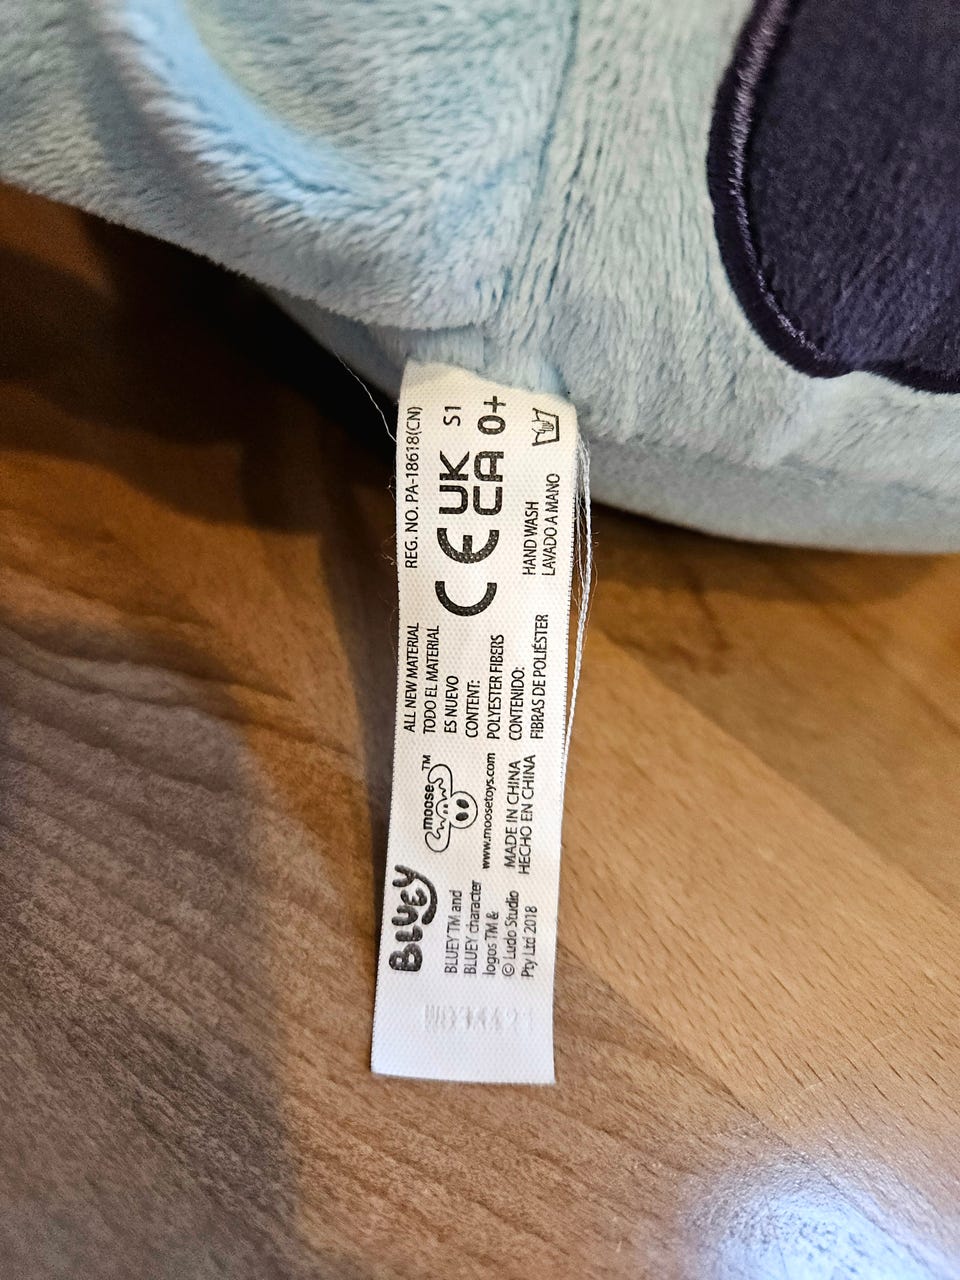 BLUEY
BLUEY TM and
BLUEY character
logos TM &
© Ludo Studio
Pty Ltd 2018
moose™
www.moosetoys.com
MADE IN CHINA
HECHO EN CHINA
ALL NEW MATERIAL
TODO EL MATERIAL
ES NUEVO
CONTENT:
POLYESTER FIBERS
CONTENIDO:
FIBRAS DE POLIÉSTER
REG. NO. PA-18618(CN)
CE UK CA
S1
0+
HAND WASH
LAVADO A MANO